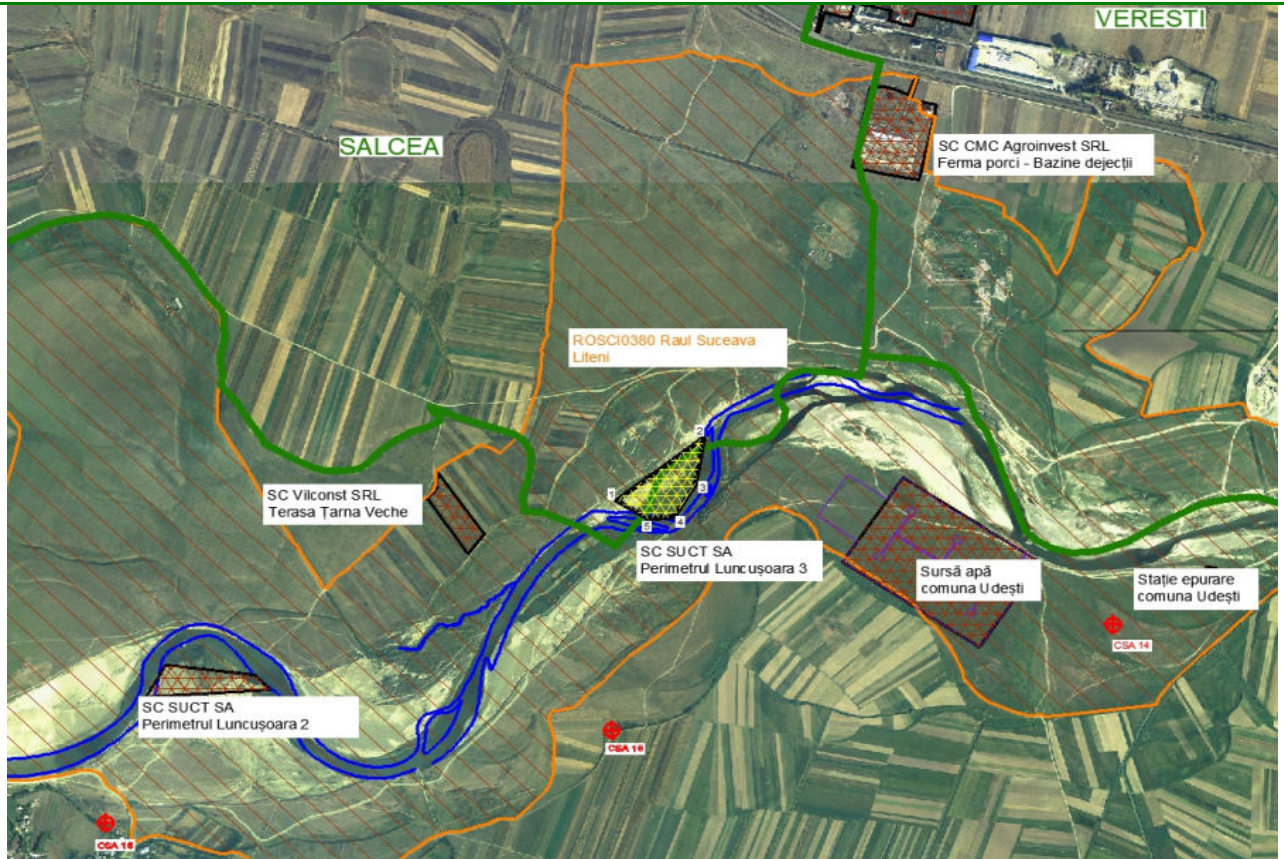 VERESTI
SALCEA
SC CMC Agroinvest SRL
Ferma porci - Bazine dejecții
ROSCI0380 Raul Suceava
Liteni
2
1
3
4
5
SC Vilconst SRL
Terasa Țarna Veche
SC SUCT SA
Perimetrul Luncușoara 3
Sursă apă
comuna Udești
Stație epurare
comuna Udești
CSA 14
SC SUCT SA
Perimetrul Luncușoara 2
CSA 16
CSA 15